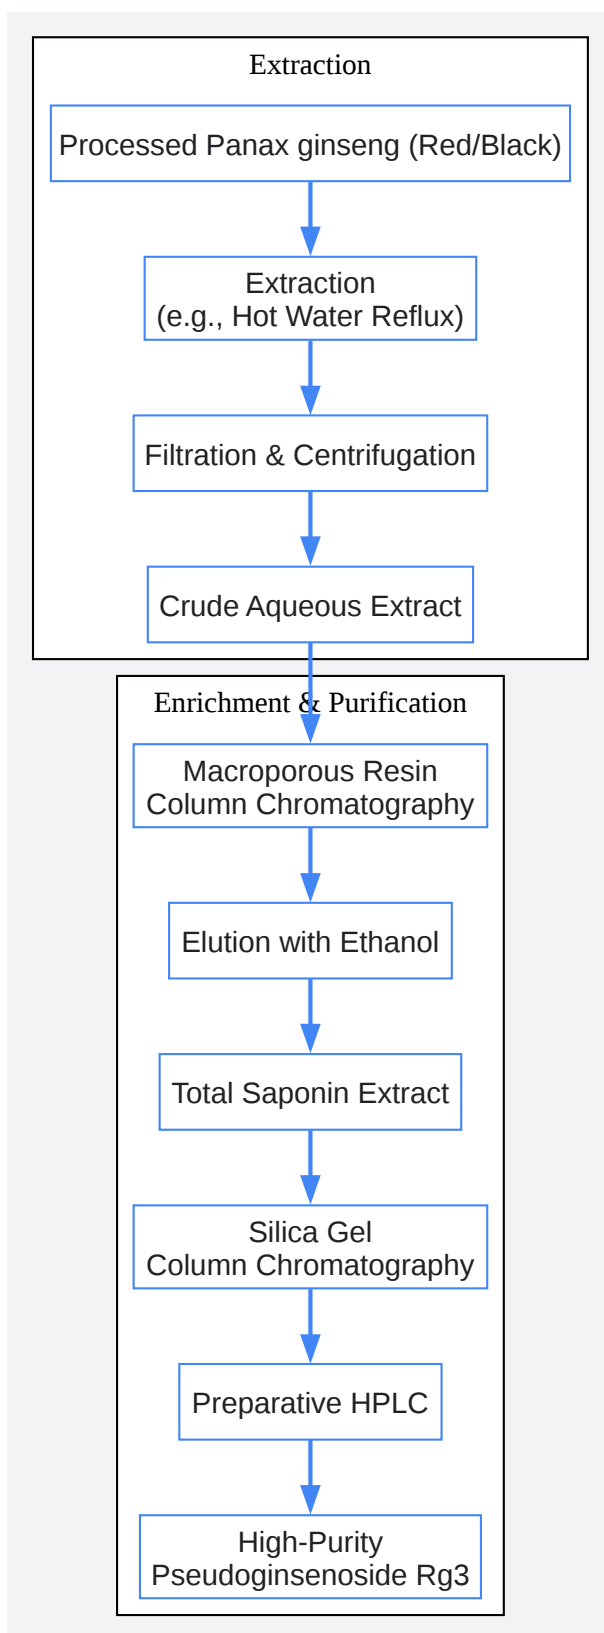 Extraction
Processed Panax ginseng (Red/Black)
Extraction
(e.g., Hot Water Reflux)
Filtration & Centrifugation
Crude Aqueous Extract
Enrichment & Purification
Macroporous Resin
Column Chromatography
Elution with Ethanol
Total Saponin Extract
Silica Gel
Column Chromatography
Preparative HPLC
High-Purity
Pseudoginsenoside Rg3